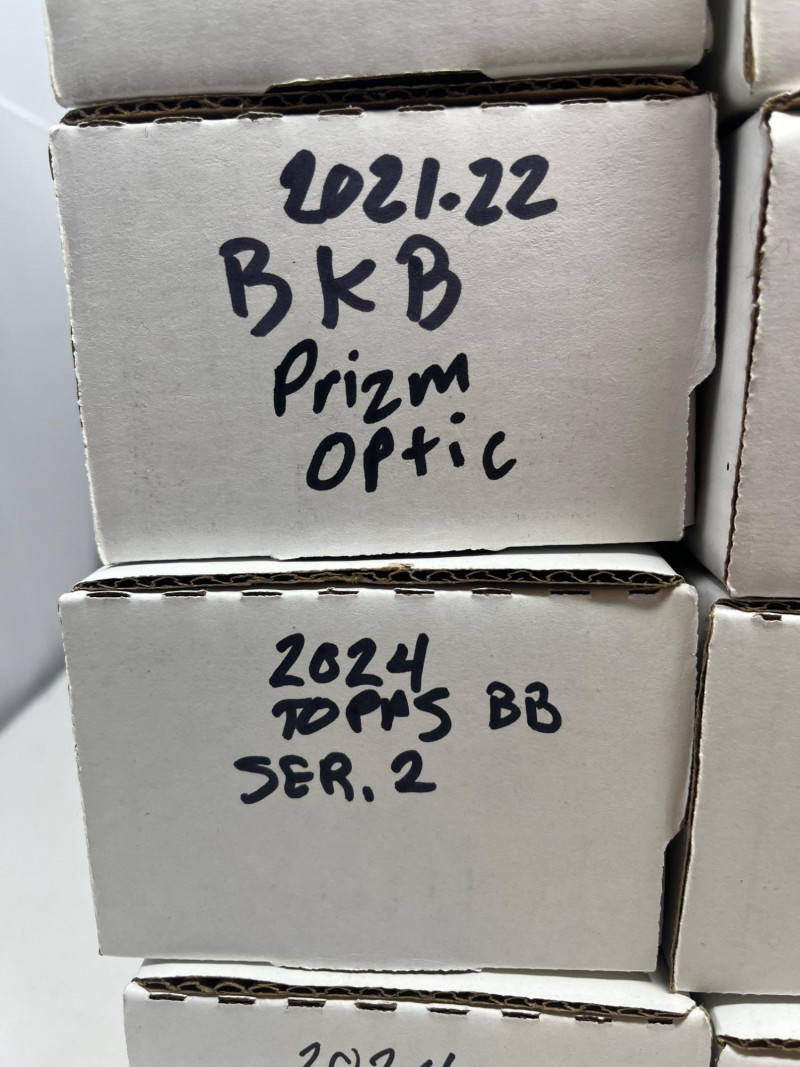 2021.22
BKB
Prizm
Optic
2024
TOPPS BB
SER. 2